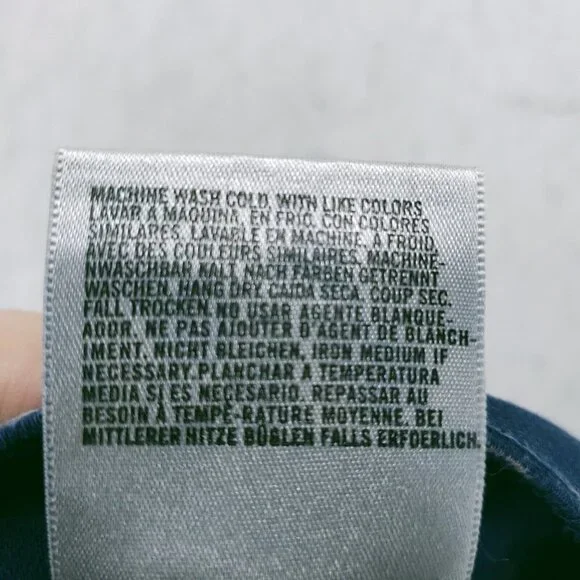 MACHINE WASH COLD, WITH LIKE COLORS
LAVAR A MAQUINA, EN FRIO, CON COLORES
SIMILARES, LAVABLE EN MACHINE, A FROID,
AVEC DES COULEURS SIMILAIRES, MACHINE-
NWASCHBAR KALT, NACH FARBEN GETRENNT
WASCHEN, HANG DRY, CAIDA SECA, COUP SEC.
FALL TROCKEN, NO USAR AGENTE BLANQUE-
ADOR, NE PAS AJOUTER D'AGENT DE BLANCH-
IMENT, NICHT BLEICHEN, IRON MEDIUM IF
NECESSARY, PLANCHAR A TEMPERATURA
MEDIA SI ES NECESARIO, REPASSAR AU
BESOIN À TEMPÉ-RATURE MOYENNE, BEI
MITTLERER HITZE BÜGLEN FALLS ERFOERLICH.